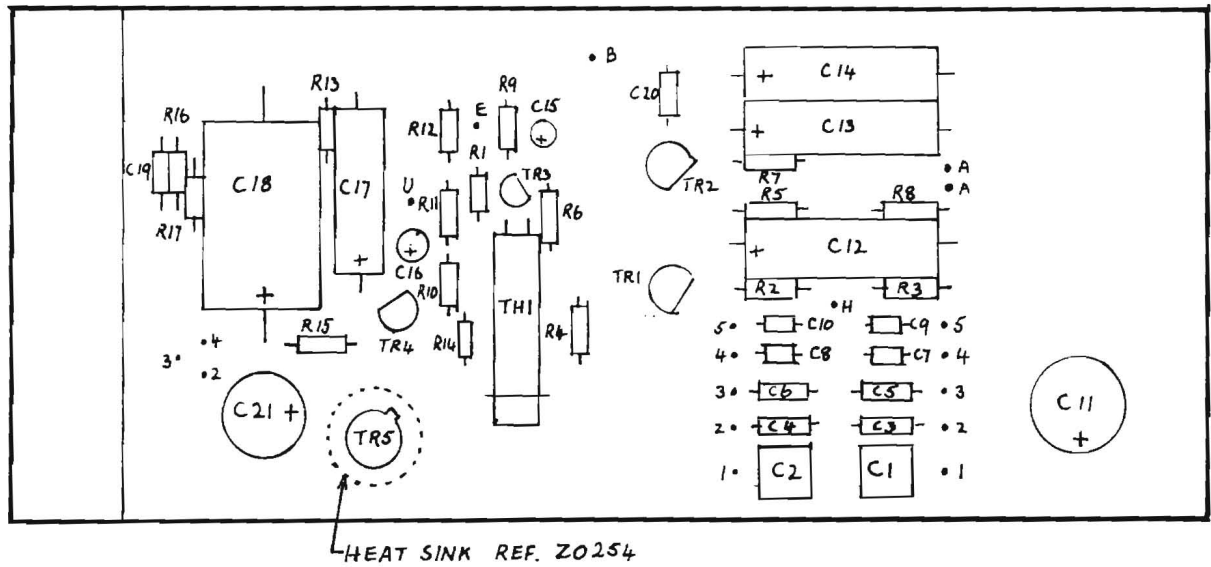 B
C14
R13
R9
C20
R16
E
C15
R12
C13
C19
R1
A
C18
C17
TR3
TR2
R7
A
U
R5
R8
R11
R6
R17
C12
+
C16
TR1
R10
R2
R3
TH1
H
R15
R4
5
C10
C9
5
TR4
R14
4
3
4
C8
C7
4
2
3
C6
C5
3
C21 +
C11
TR5
2
C4
C3
2
+
1
C2
C1
1
HEAT SINK REF. ZO254